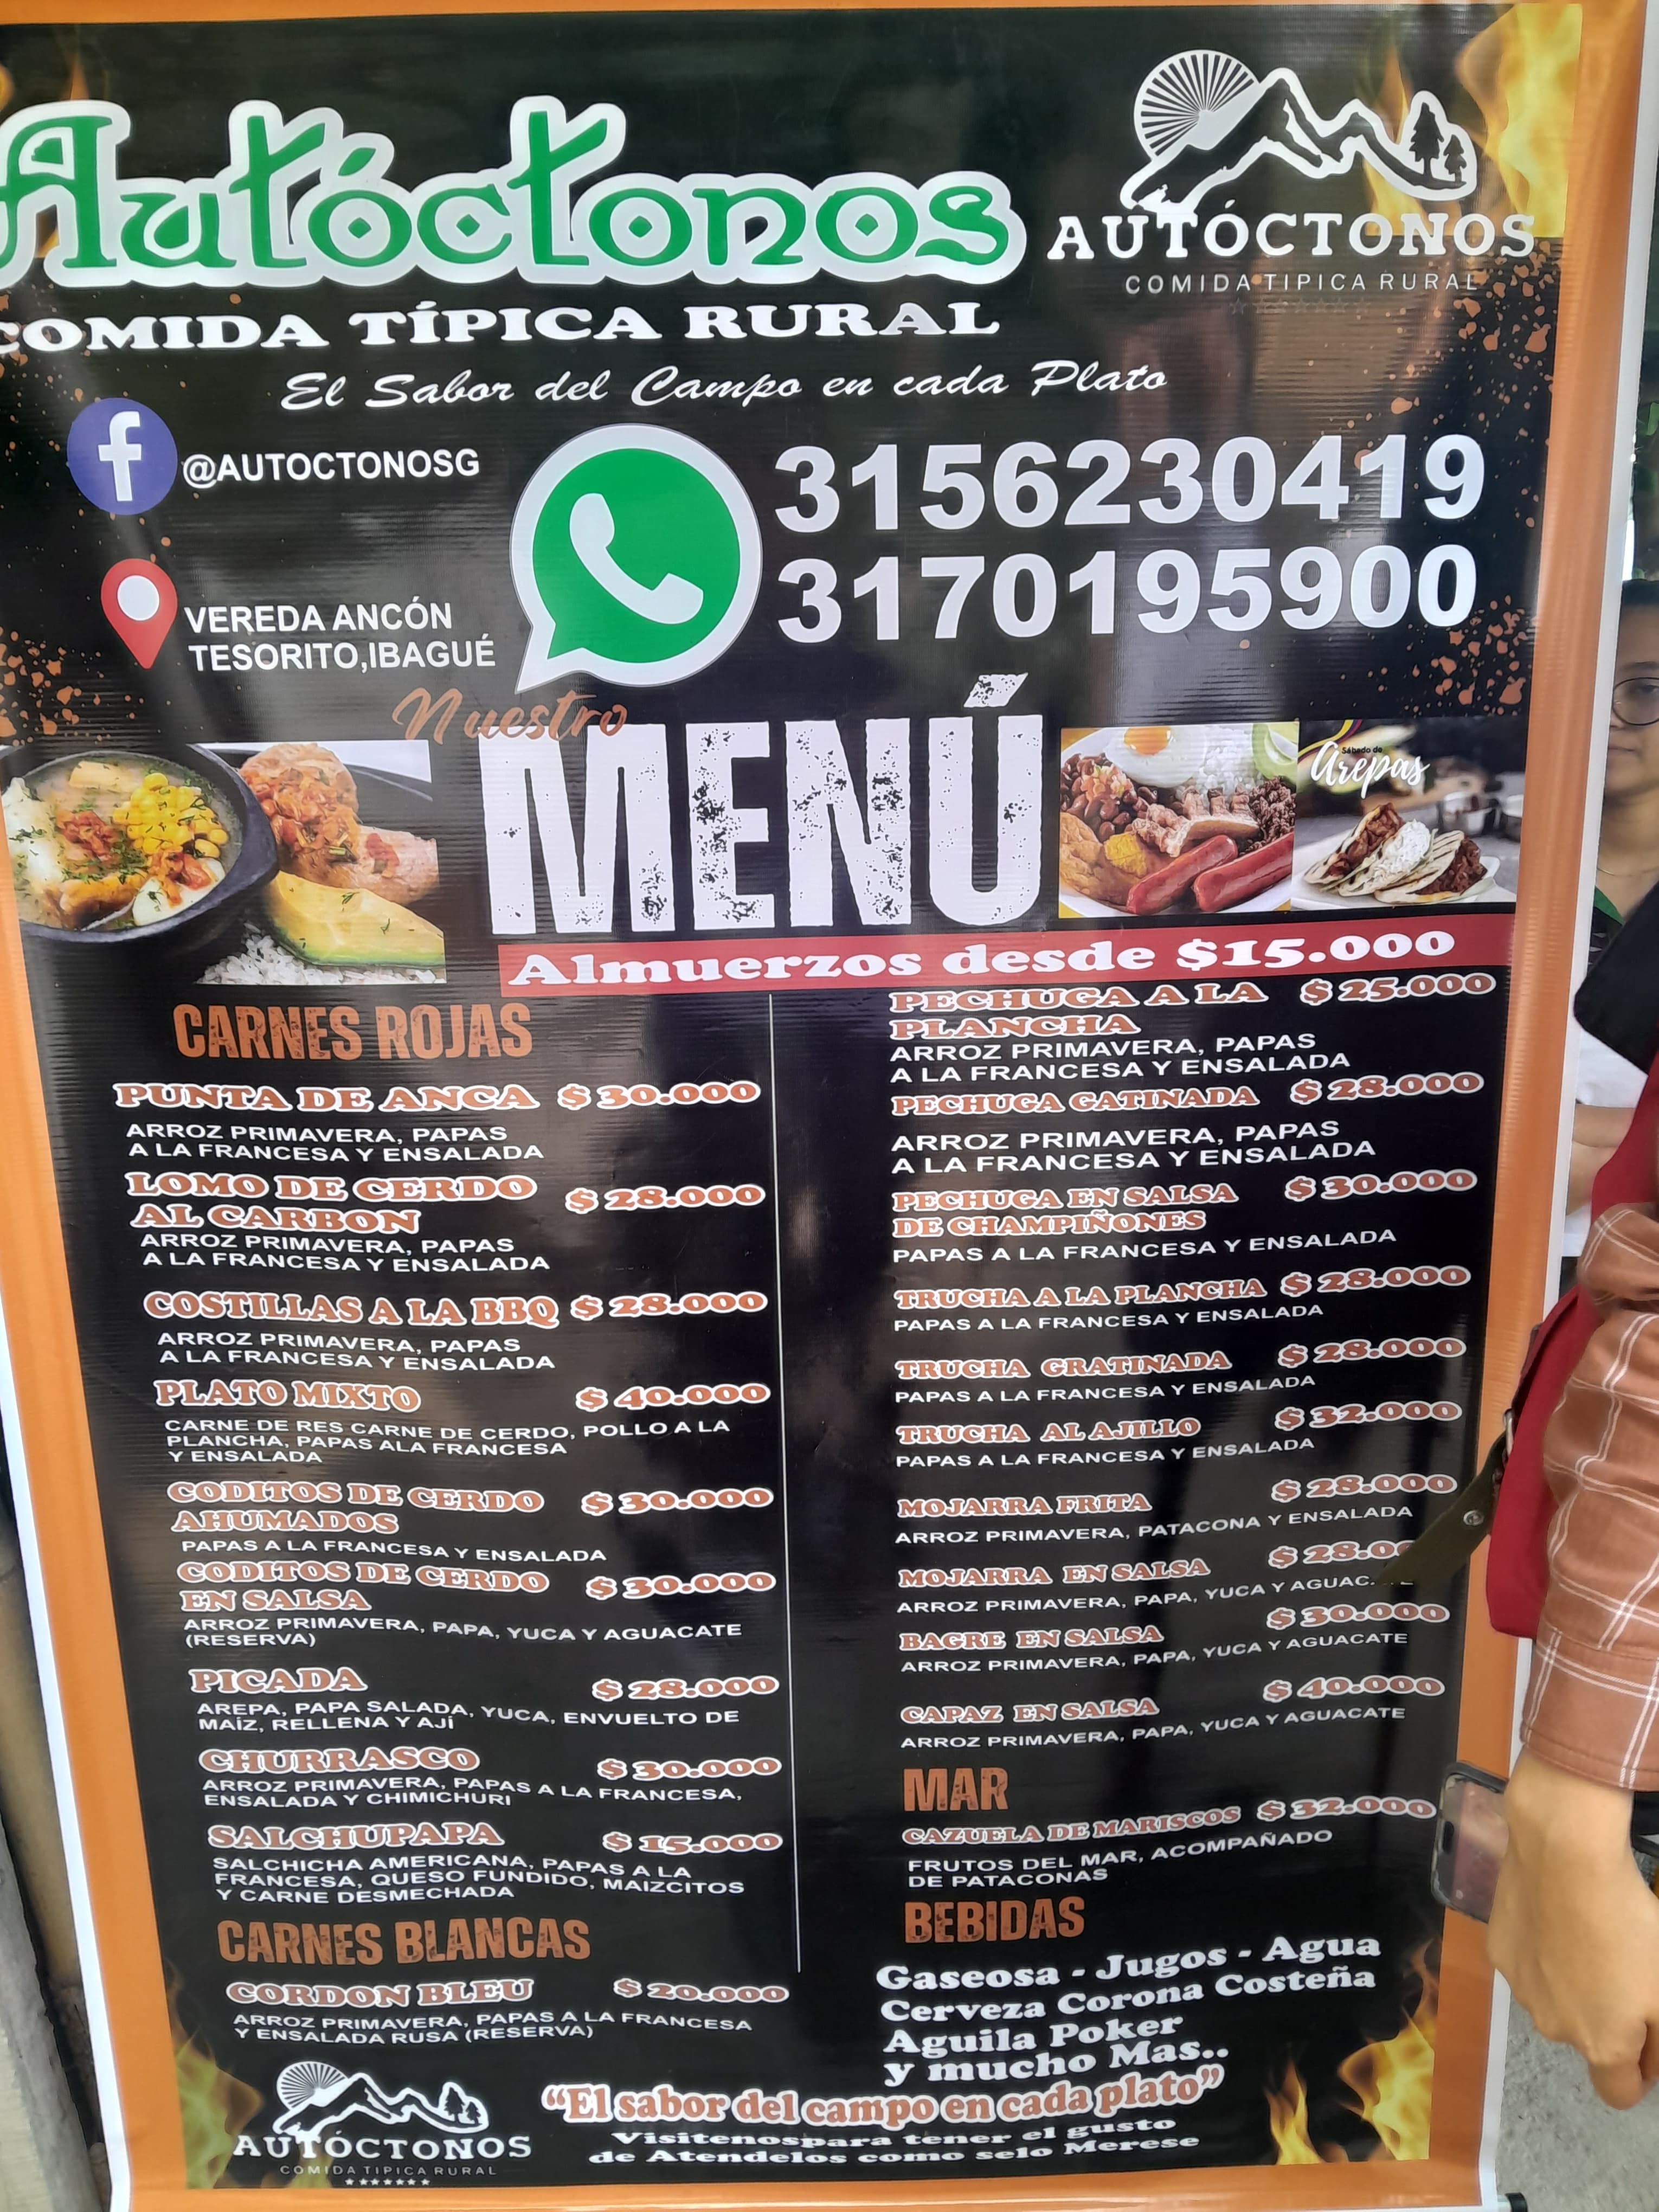 Autóctonos
AUTÓCTONOS
COMIDA TIPICA RURAL
COMIDA TÍPICA RURAL
El Sabor del Campo en cada Plato
@AUTOCTONOSG
3156230419
3170195900
VEREDA ANCÓN
TESORITO,IBAGUÉ
Nuestro
MENÚ
Sábado de
Arepas
Almuerzos desde $15.000
CARNES ROJAS
PUNTA DE ANCA $ 30.000
ARROZ PRIMAVERA, PAPAS
A LA FRANCESA Y ENSALADA
LOMO DE CERDO $ 28.000
AL CARBON
ARROZ PRIMAVERA, PAPAS
A LA FRANCESA Y ENSALADA
COSTILLAS A LA BBQ $ 28.000
ARROZ PRIMAVERA, PAPAS
A LA FRANCESA Y ENSALADA
PLATO MIXTO $ 40.000
CARNE DE RES CARNE DE CERDO, POLLO A LA
PLANCHA, PAPAS ALA FRANCESA
Y ENSALADA
CODITOS DE CERDO $ 30.000
AHUMADOS
PAPAS A LA FRANCESA Y ENSALADA
CODITOS DE CERDO $ 30.000
EN SALSA
ARROZ PRIMAVERA, PAPA, YUCA Y AGUACATE
(RESERVA)
PICADA $ 28.000
AREPA, PAPA SALADA, YUCA, ENVUELTO DE
MAÍZ, RELLENA Y AJÍ
CHURRASCO $ 30.000
ARROZ PRIMAVERA, PAPAS A LA FRANCESA,
ENSALADA Y CHIMICHURI
SALCHUPAPA $ 15.000
SALCHICHA AMERICANA, PAPAS A LA
FRANCESA, QUESO FUNDIDO, MAIZCITOS
Y CARNE DESMECHADA
CARNES BLANCAS
CORDON BLEU $ 20.000
ARROZ PRIMAVERA, PAPAS A LA FRANCESA
Y ENSALADA RUSA (RESERVA)
PECHUGA A LA $ 25.000
PLANCHA
ARROZ PRIMAVERA, PAPAS
A LA FRANCESA Y ENSALADA
PECHUGA GATINADA $ 28.000
ARROZ PRIMAVERA, PAPAS
A LA FRANCESA Y ENSALADA
PECHUGA EN SALSA $ 30.000
DE CHAMPIÑONES
PAPAS A LA FRANCESA Y ENSALADA
TRUCHA A LA PLANCHA $ 28.000
PAPAS A LA FRANCESA Y ENSALADA
TRUCHA GRATINADA $ 28.000
PAPAS A LA FRANCESA Y ENSALADA
TRUCHA AL AJILLO $ 32.000
PAPAS A LA FRANCESA Y ENSALADA
MOJARRA FRITA $ 28.000
ARROZ PRIMAVERA, PATACONA Y ENSALADA
MOJARRA EN SALSA $ 28.00
ARROZ PRIMAVERA, PAPA, YUCA Y AGUAC
BAGRE EN SALSA $ 30.000
ARROZ PRIMAVERA, PAPA, YUCA Y AGUACATE
CAPAZ EN SALSA $ 40.000
ARROZ PRIMAVERA, PAPA, YUCA Y AGUACATE
MAR
CAZUELA DE MARISCOS $ 32.000
FRUTOS DEL MAR, ACOMPAÑADO
DE PATACONAS
BEBIDAS
Gaseosa - Jugos - Agua
Cerveza Corona Costeña
Aguila Poker
y mucho Mas..
"El sabor del campo en cada plato"
Visitenospara tener el gusto
de Atendelos como selo Merese
AUTÓCTONOS
COMIDA TIPICA RURAL